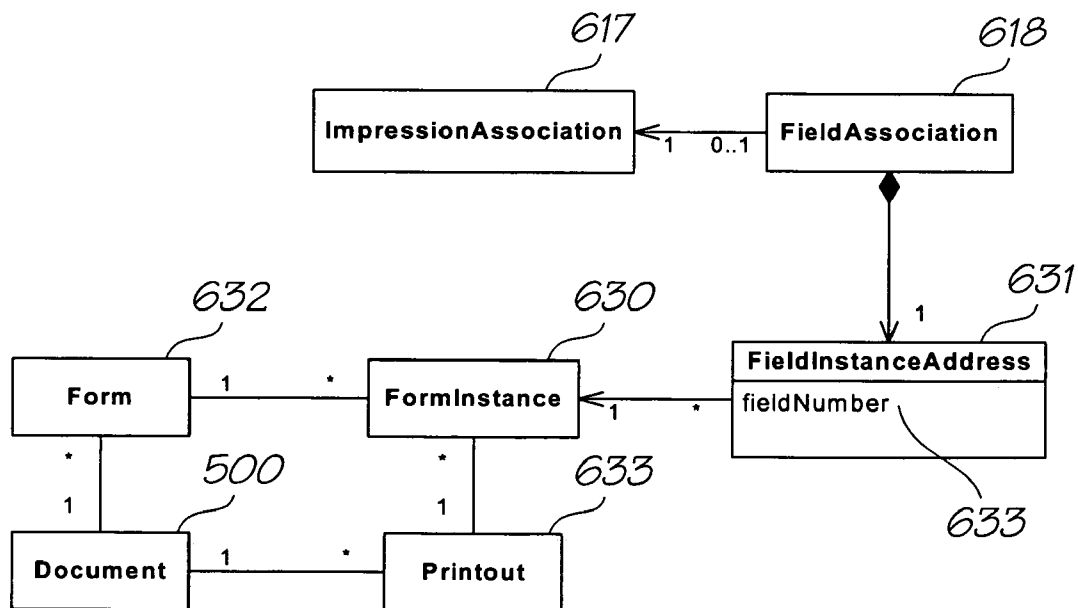 617
618
ImpressionAssociation
1
0..1
FieldAssociation
632
630
1
631
FieldInstanceAddress
Form
1
*
FormInstance
1
*
fieldNumber
*
500
*
633
1
1
633
Document
1
*
Printout